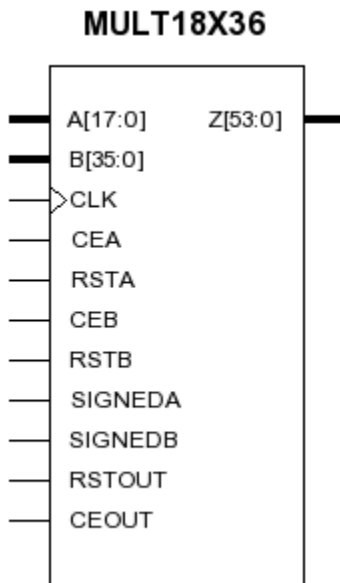 MULT18X36
A[17:0] Z[53:0]
B[35:0]
CLK
CEA
RSTA
CEB
RSTB
SIGNEDA
SIGNEDB
RSTOUT
CEOUT